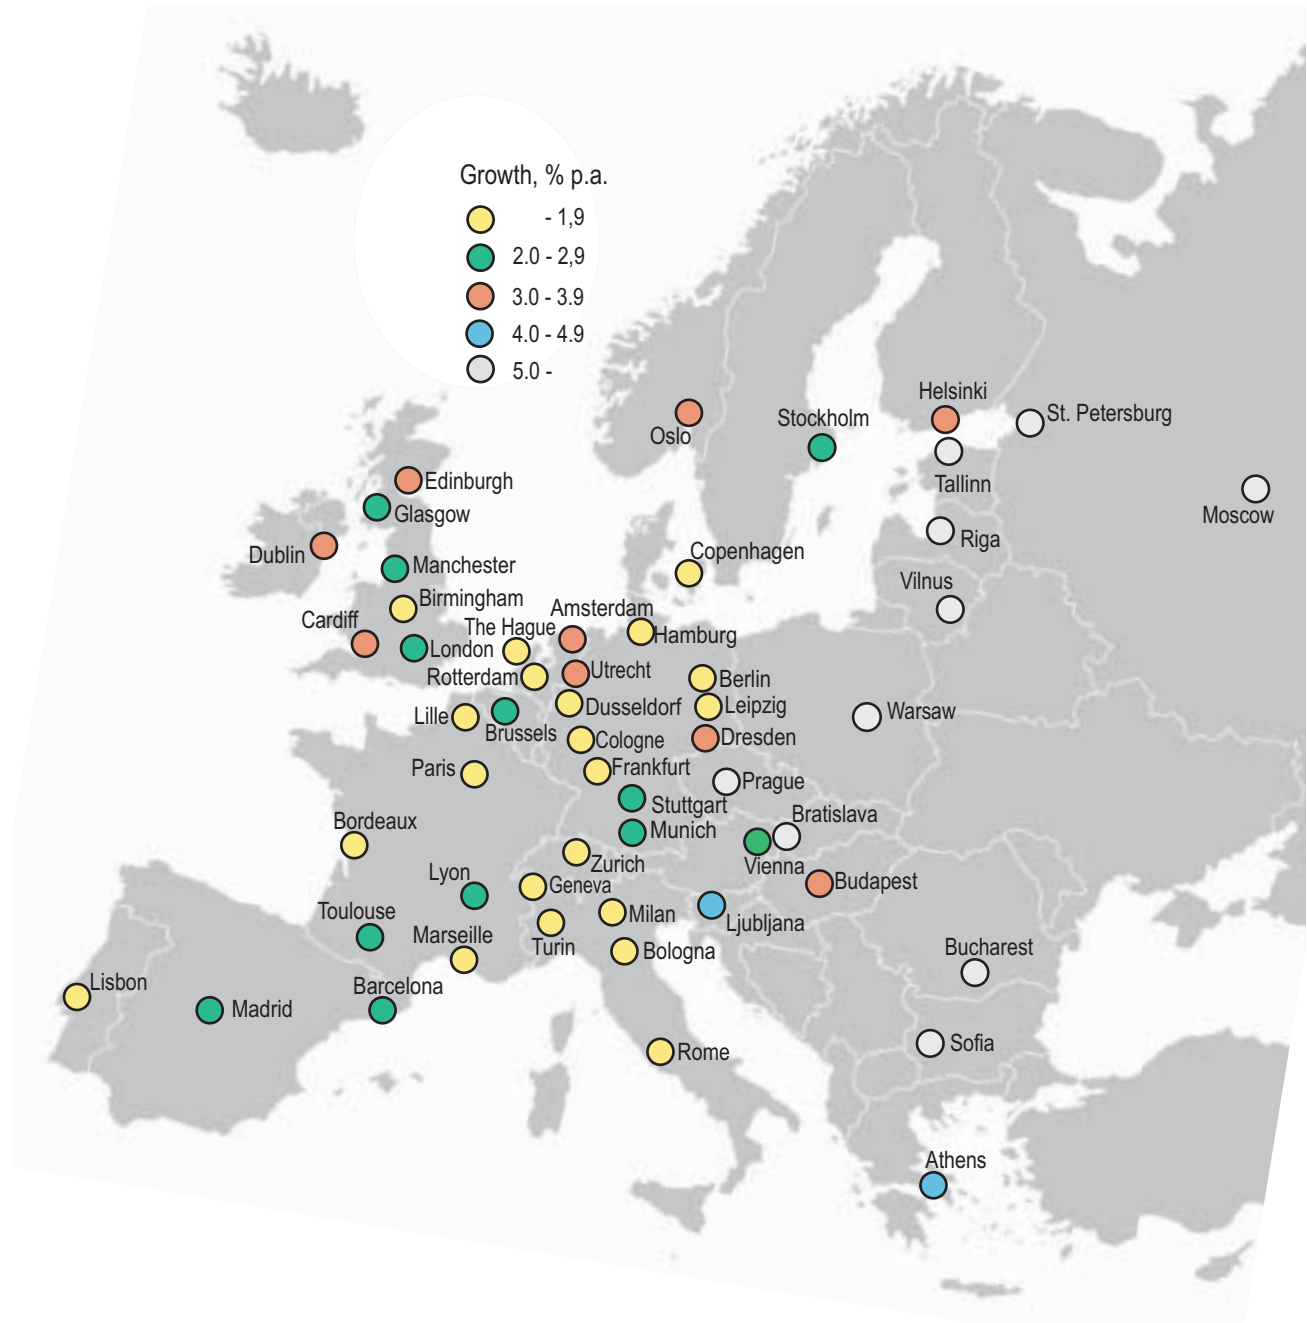 Growth, % p.a.
- 1,9
2.0 - 2,9
3.0 - 3.9
4.0 - 4.9
5.0 -
Helsinki
St. Petersburg
Stockholm
Oslo
Tallinn
Edinburgh
Moscow
Glasgow
Riga
Dublin
Copenhagen
Manchester
Vilnus
Birmingham
Amsterdam
Cardiff
The Hague
Hamburg
London
Utrecht
Rotterdam
Berlin
Dusseldorf
Leipzig
Warsaw
Lille
Brussels
Cologne
Dresden
Paris
Frankfurt
Prague
Stuttgart
Bratislava
Bordeaux
Munich
Zurich
Vienna
Lyon
Geneva
Budapest
Toulouse
Milan
Ljubljana
Marseille
Turin
Bologna
Bucharest
Lisbon
Barcelona
Madrid
Sofia
Rome
Athens